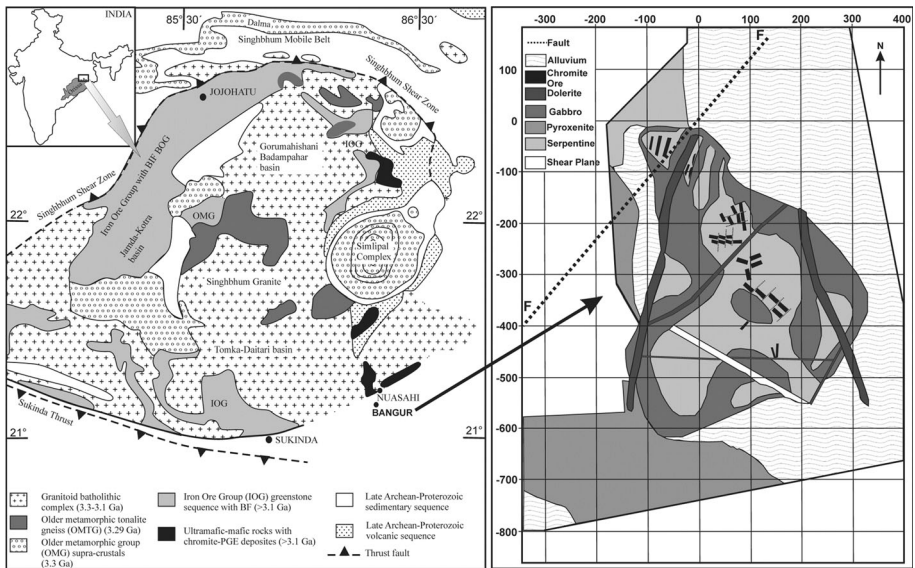 INDIA
85°30'
86°30'
Dalma
Singhbhum Mobile Belt
Singhbhum Shear Zone
JOJOHATU
Gorumahishani
Badampahar
basin
IOG
Iron Ore Group with BIF BOG
Singhbhum Shear Zone
22°
OMG
22°
Jamda-Kotra
basin
Simlipal
Complex
Singhbhum Granite
Tomka-Daitari basin
NUASAHI
BANGUR
IOG
Sukinda Thrust
21°
SUKINDA
21°
Granitoid batholithic
complex (3.3-3.1 Ga)
Older metamorphic tonalite
gneiss (OMTG) (3.29 Ga)
Older metamorphic group
(OMG) supra-crustals
(3.3 Ga)
Iron Ore Group (IOG) greenstone
sequence with BF (>3.1 Ga)
Ultramafic-mafic rocks with
chromite-PGE deposites (>3.1 Ga)
Late Archean-Proterozoic
sedimentary sequence
Late Archean-Proterozoic
volcanic sequence
Thrust fault
-300 -200 -100 0 100 200 300 400
Fault
Alluvium
Chromite
Ore
Dolerite
Gabbro
Pyroxenite
Serpentine
Shear Plane
F
N
F
100
0
-100
-200
-300
-400
-500
-600
-700
-800